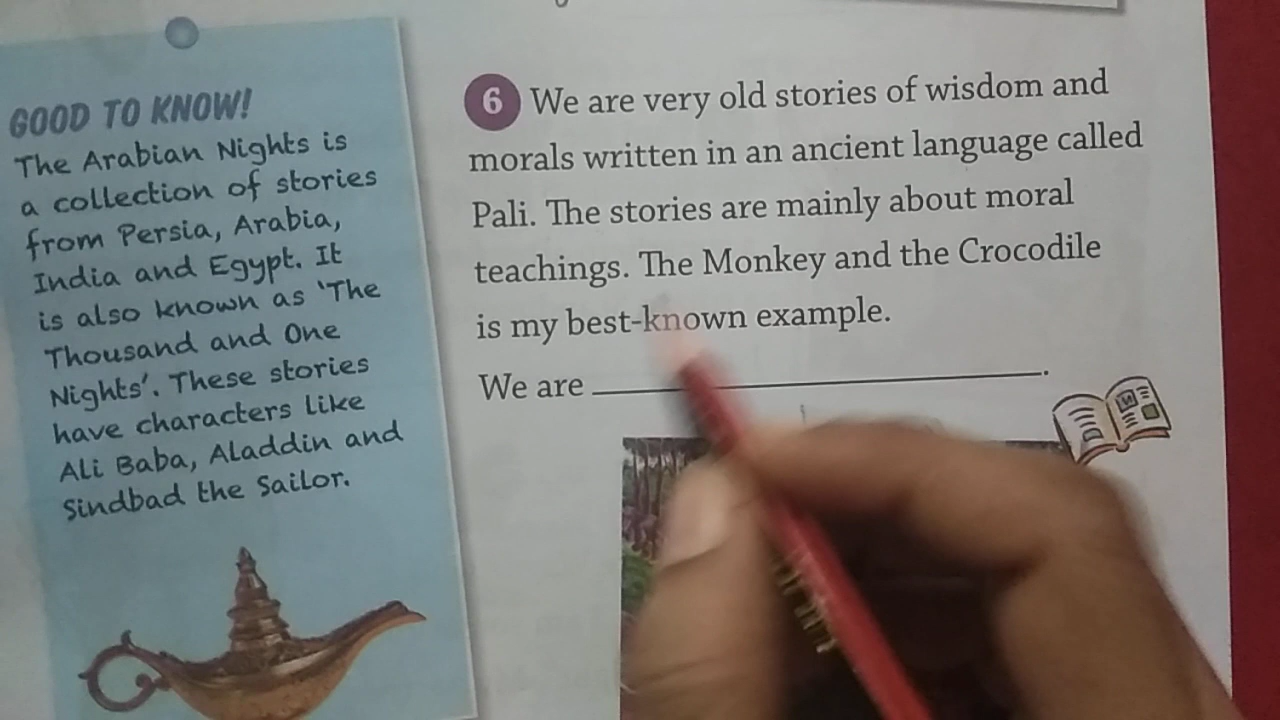 GOOD TO KNOW!
The Arabian Nights is
a collection of stories
from Persia, Arabia,
India and Egypt. It
is also known as 'The
Thousand and One
Nights'. These stories
have characters like
Ali Baba, Aladdin and
Sindbad the Sailor.
6 We are very old stories of wisdom and
morals written in an ancient language called
Pali. The stories are mainly about moral
teachings. The Monkey and the Crocodile
is my best-known example.
We are ____________________.